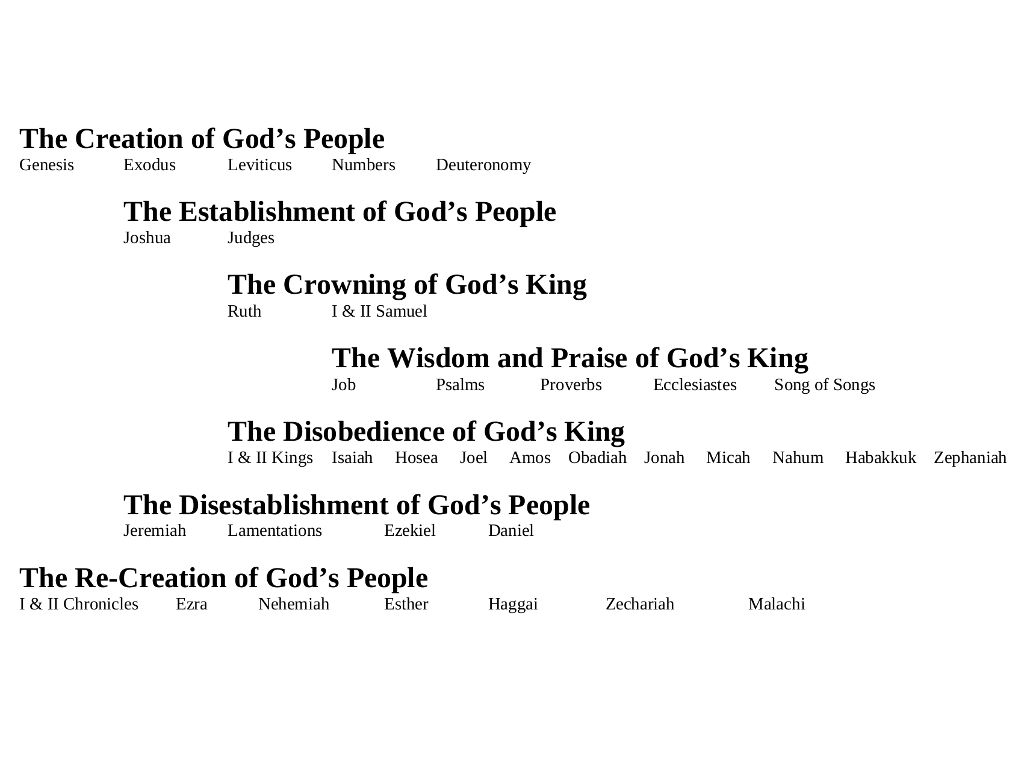 The Creation of God’s People
Genesis Exodus Leviticus Numbers Deuteronomy
The Establishment of God’s People
Joshua Judges
The Crowning of God’s King
Ruth I & II Samuel
The Wisdom and Praise of God’s King
Job Psalms Proverbs Ecclesiastes Song of Songs
The Disobedience of God’s King
I & II Kings Isaiah Hosea Joel Amos Obadiah Jonah Micah Nahum Habakkuk Zephaniah
The Disestablishment of God’s People
Jeremiah Lamentations Ezekiel Daniel
The Re-Creation of God’s People
I & II Chronicles Ezra Nehemiah Esther Haggai Zechariah Malachi